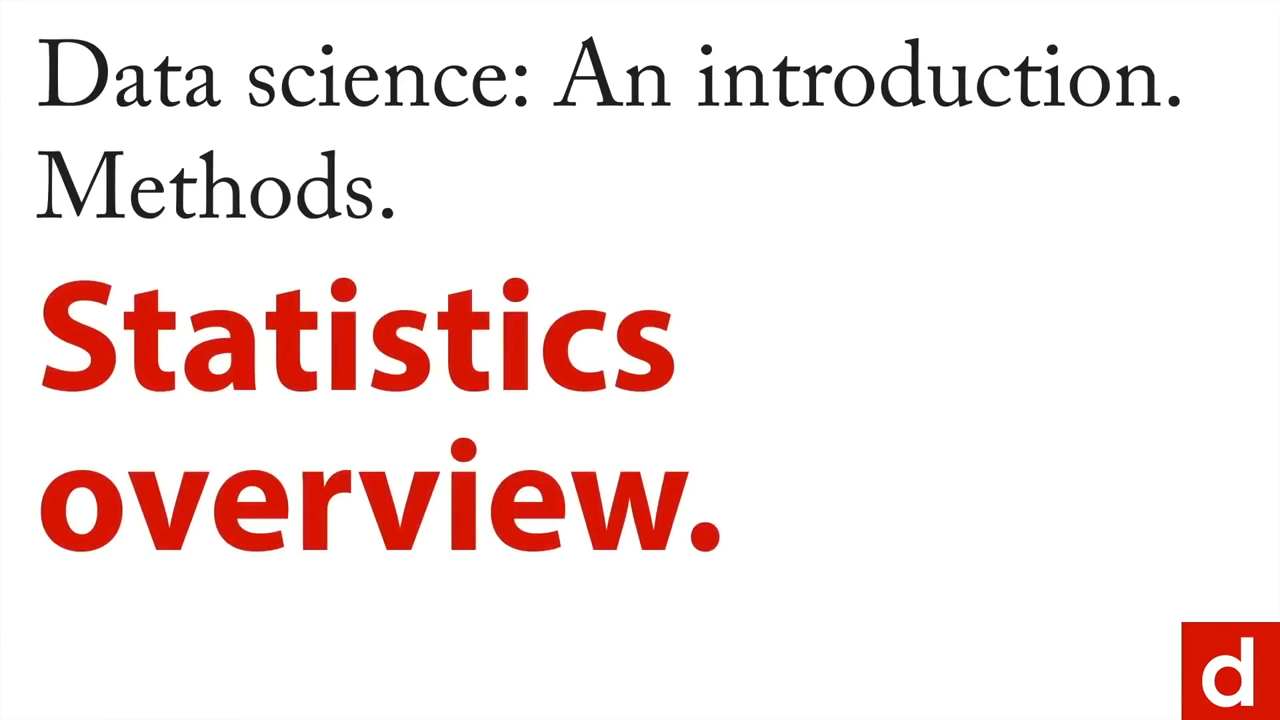 Data science: An introduction.
Methods.
Statistics
overview.
d